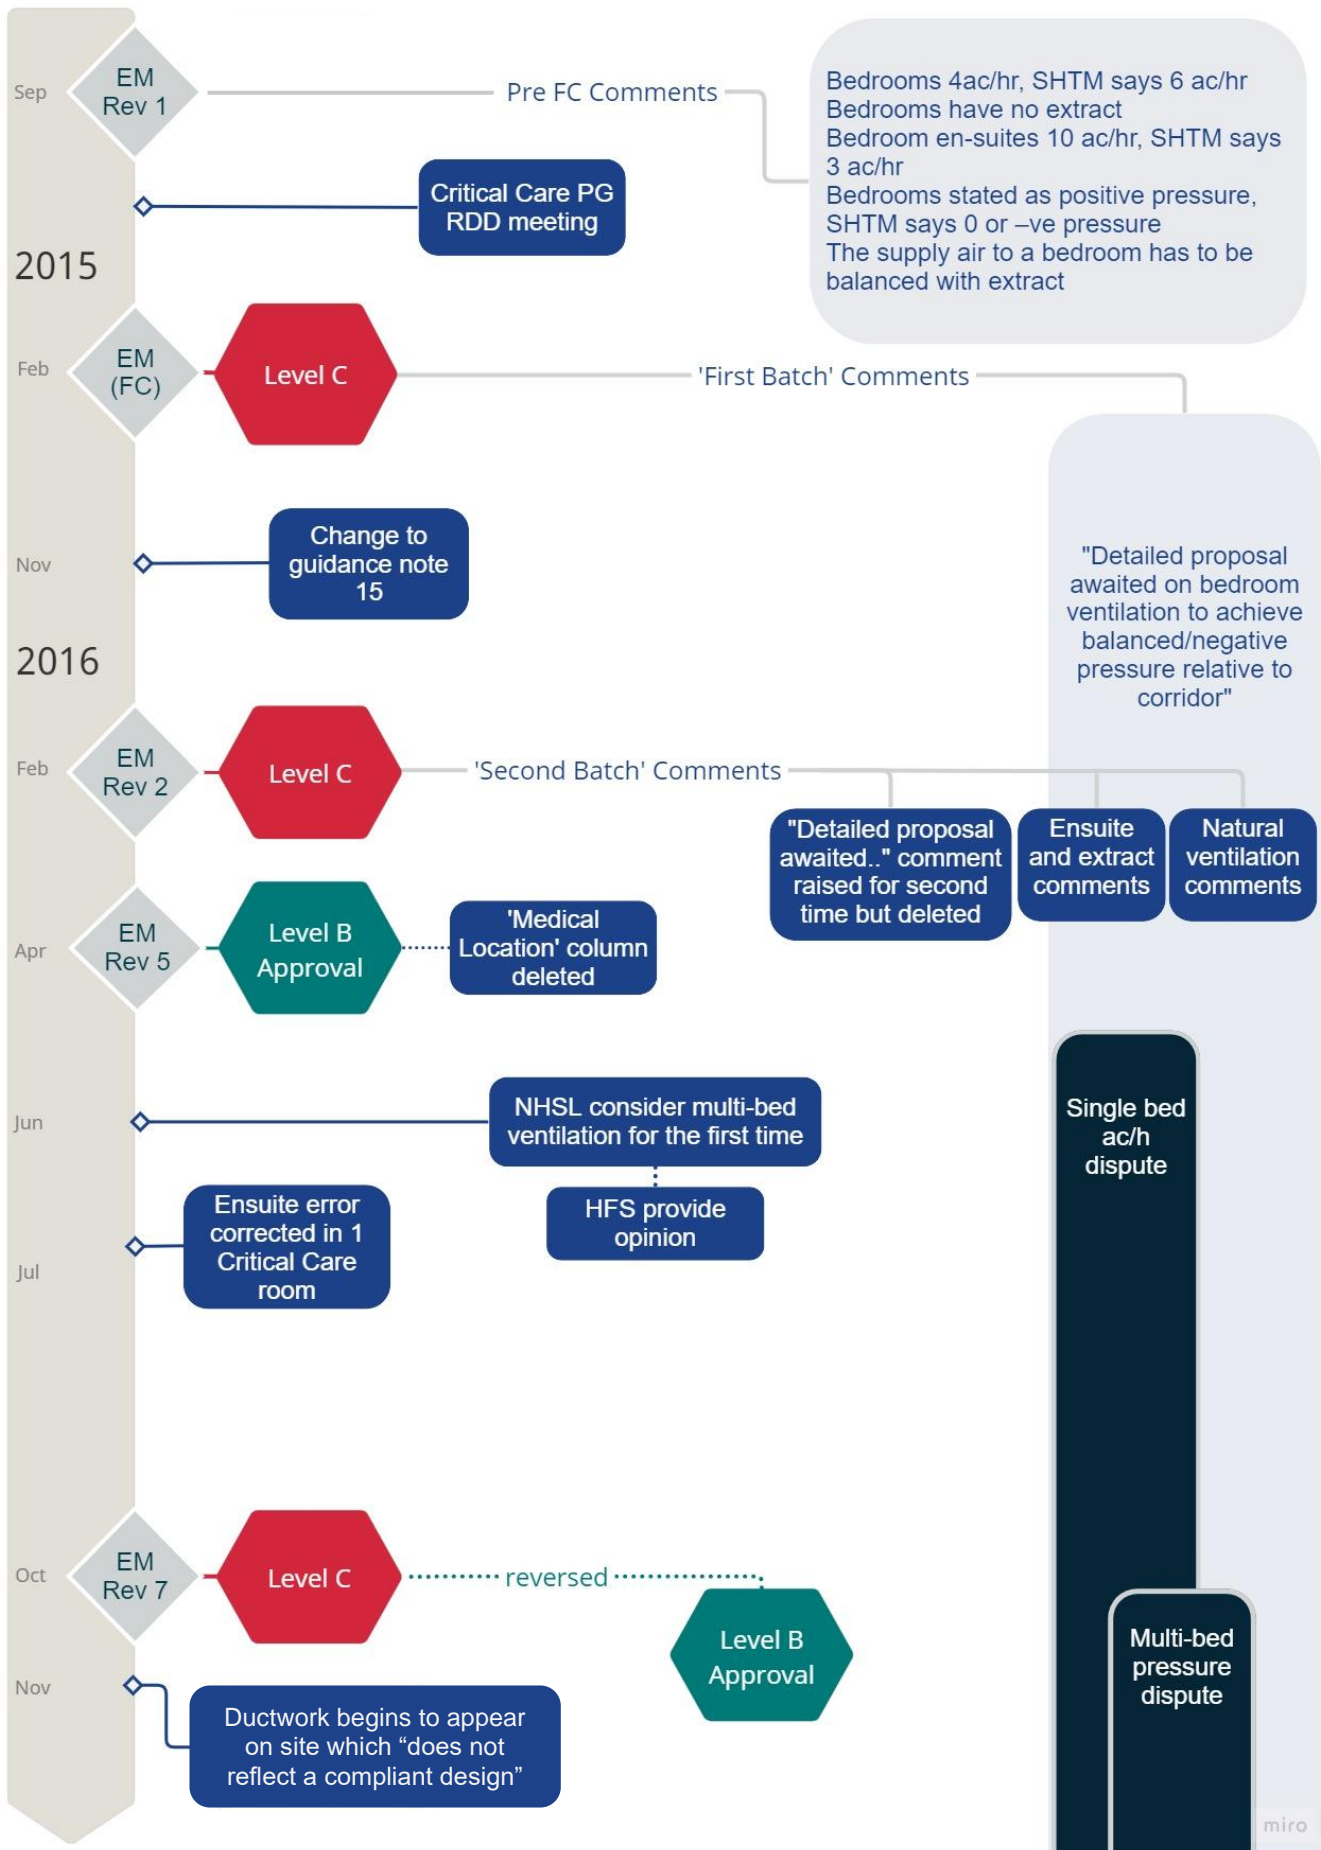 Sep
EM
Rev 1
Pre FC Comments
Bedrooms 4ac/hr, SHTM says 6 ac/hr
Bedrooms have no extract
Bedroom en-suites 10 ac/hr, SHTM says
3 ac/hr
Bedrooms stated as positive pressure,
SHTM says 0 or –ve pressure
The supply air to a bedroom has to be
balanced with extract
Critical Care PG
RDD meeting
2015
Feb
EM
(FC)
Level C
'First Batch' Comments
"Detailed proposal
awaited on bedroom
ventilation to achieve
balanced/negative
pressure relative to
corridor"
Nov
Change to
guidance note
15
2016
Feb
EM
Rev 2
Level C
'Second Batch' Comments
"Detailed proposal
awaited.." comment
raised for second
time but deleted
Ensuite
and extract
comments
Natural
ventilation
comments
Apr
EM
Rev 5
Level B
Approval
'Medical
Location' column
deleted
Single bed
ac/h
dispute
Jun
NHSL consider multi-bed
ventilation for the first time
HFS provide
opinion
Ensuite error
corrected in 1
Critical Care
room
Jul
Oct
EM
Rev 7
Level C
reversed
Level B
Approval
Multi-bed
pressure
dispute
Nov
Ductwork begins to appear
on site which “does not
reflect a compliant design”
miro